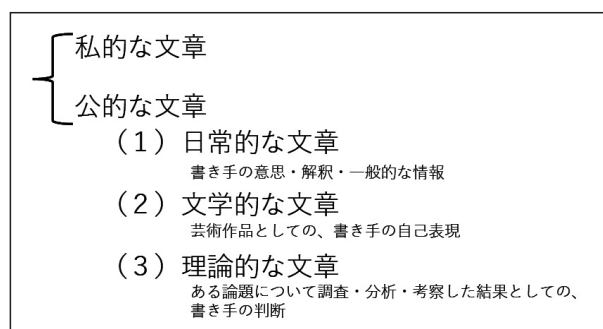 私的な文章
公的な文章
（1）日常的な文章
書き手の意思・解釈・一般的な情報
（2）文学的な文章
芸術作品としての、書き手の自己表現
（3）理論的な文章
ある論題について調査・分析・考察した結果としての、
書き手の判断